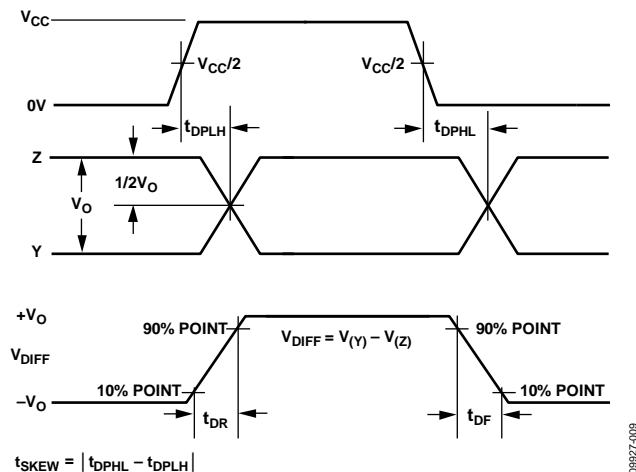 VCC
VCC/2
VCC/2
0V
tDPLH
tDPHL
Z
1/2VO
VO
Y
+VO
90% POINT
VDIFF = V(Y) – V(Z)
90% POINT
VDIFF
10% POINT
10% POINT
–VO
tDR
tDF
tSKEW = |tDPHL – tDPLH|
09927-009